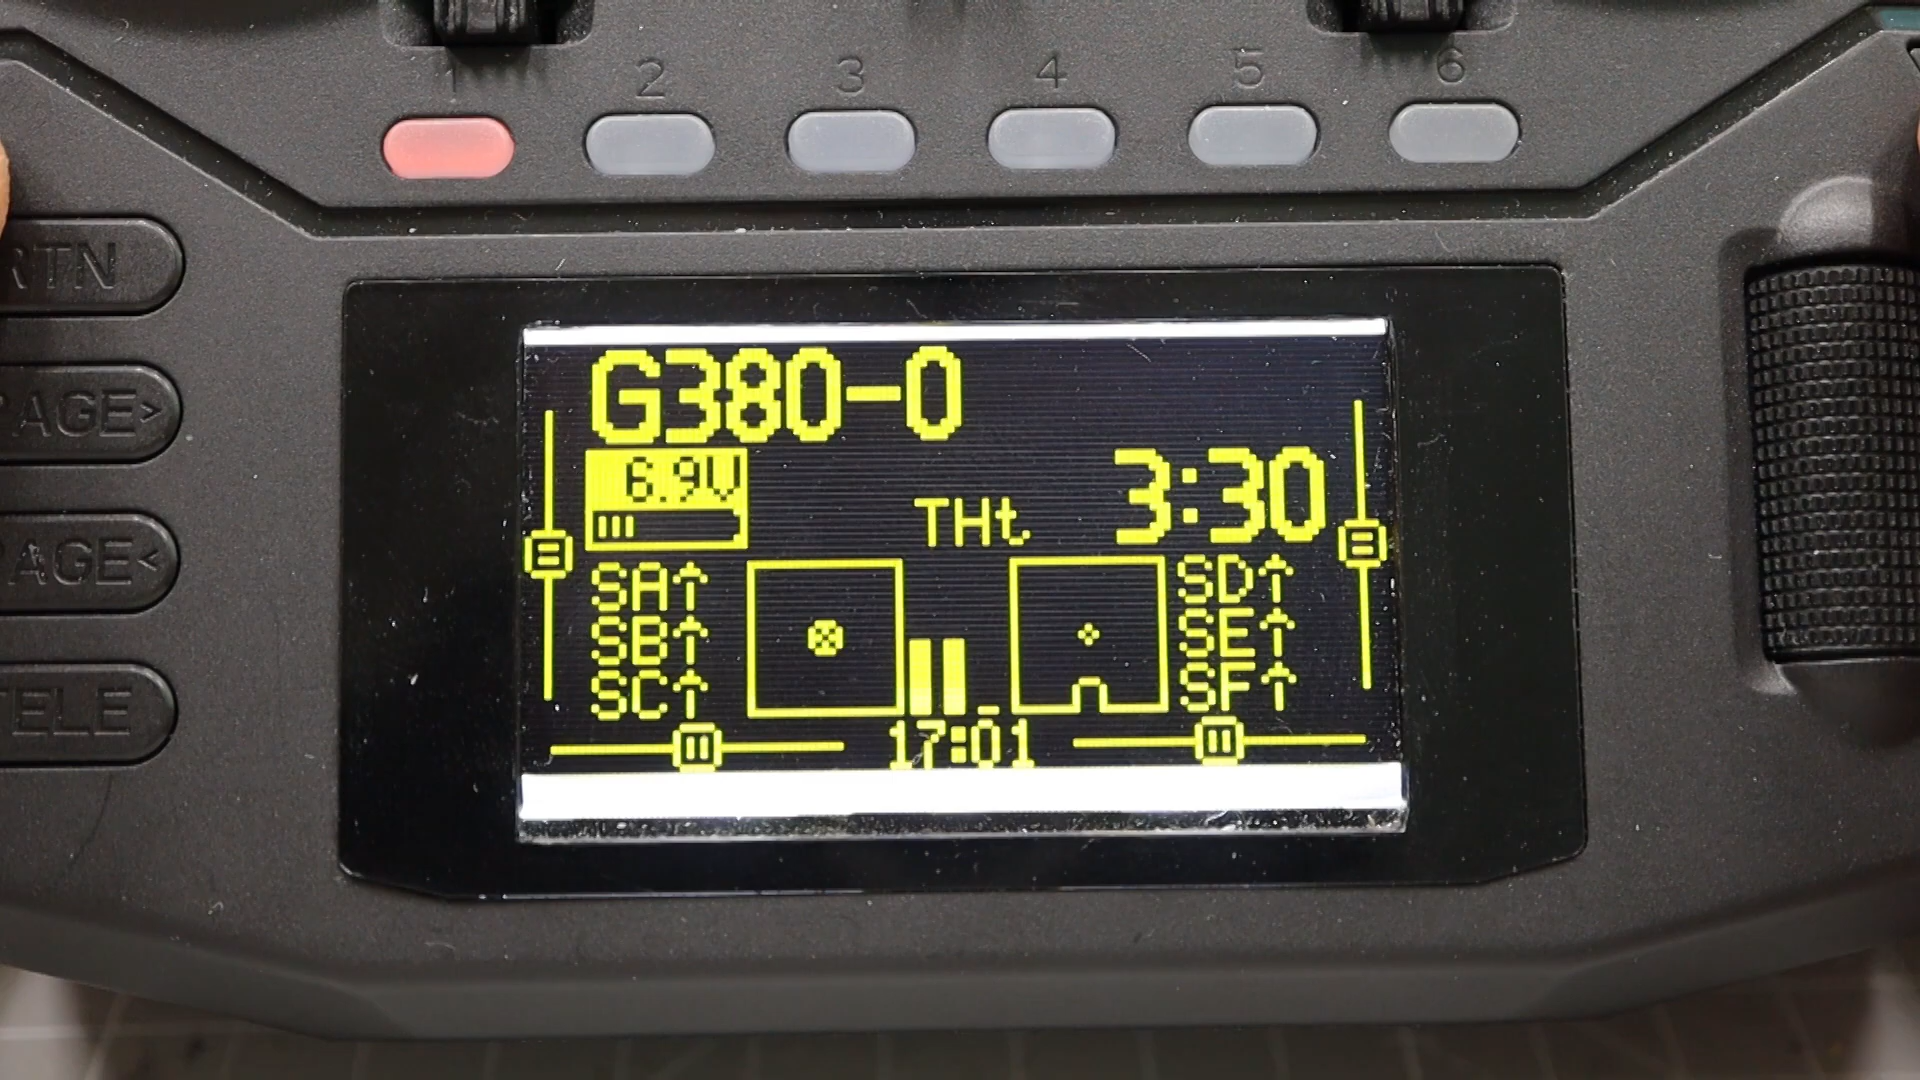 1 2 3 4 5 6
RTN
PAGE>
PAGE<
TELE
G380-0
6.9V
THt 3:30
SA↑ SD↑
SB↑ SE↑
SC↑ SF↑
17:01